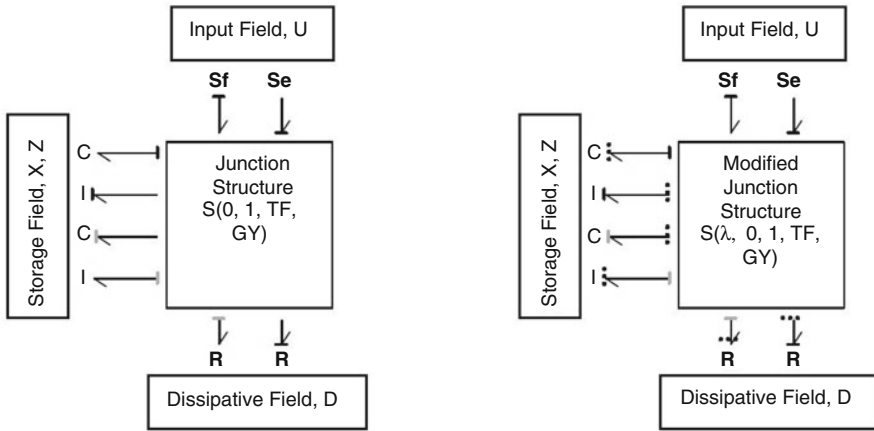 Input Field, U
Sf Se
Storage Field, X, Z
C
I
C
I
Junction
Structure
S(0, 1, TF,
GY)
R R
Dissipative Field, D
Input Field, U
Sf Se
Storage Field, X, Z
C
I
C
I
Modified
Junction
Structure
S(λ, 0, 1, TF,
GY)
R R
Dissipative Field, D